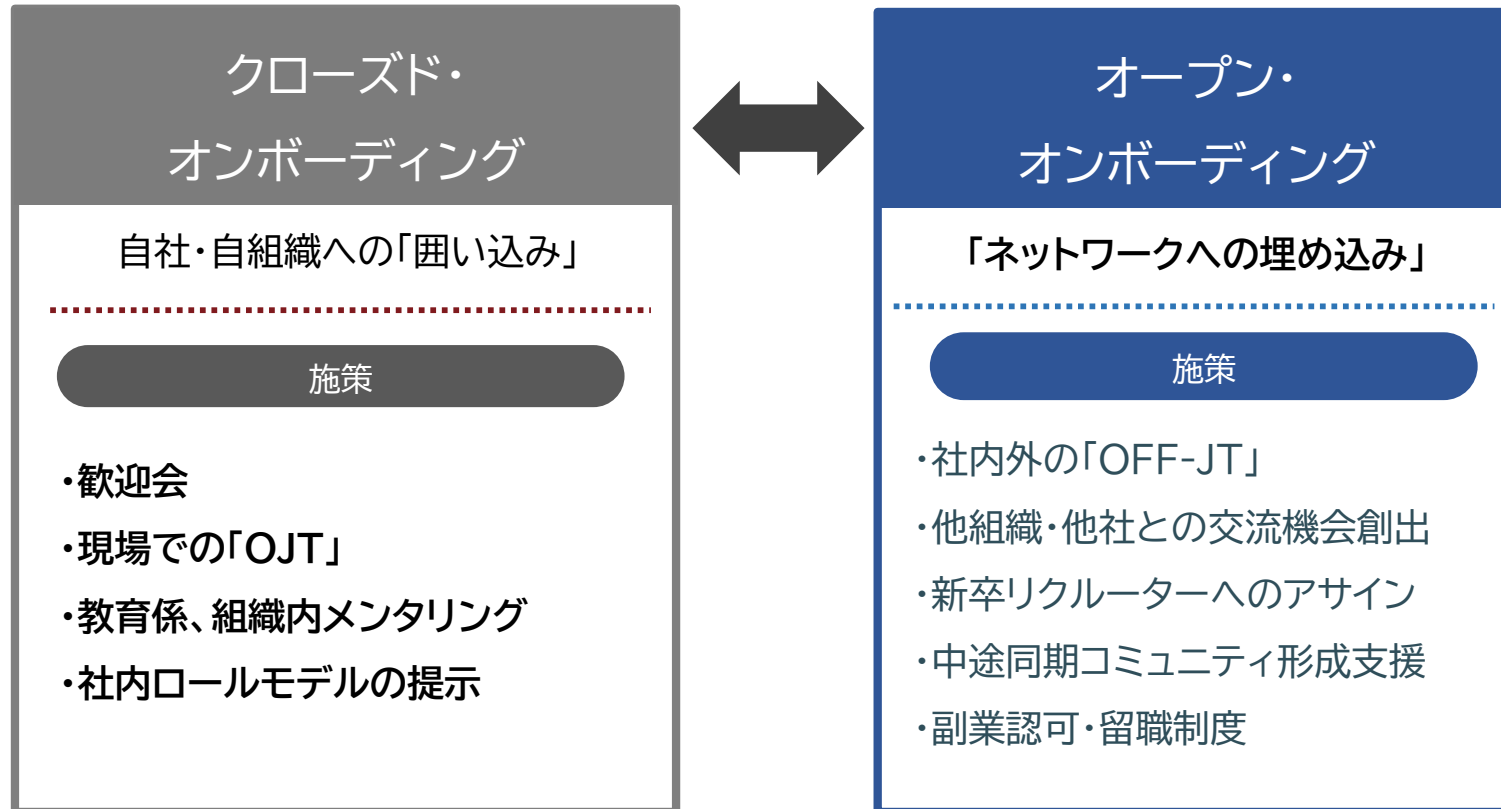 クローズド・
オンボーディング
自社・自組織への「囲い込み」
施策
・歓迎会
・現場での「OJT」
・教育係、組織内メンタリング
・社内ロールモデルの提示
オープン・
オンボーディング
「ネットワークへの埋め込み」
施策
・社内外の「OFF-JT」
・他組織・他社との交流機会創出
・新卒リクルーターへのアサイン
・中途同期コミュニティ形成支援
・副業認可・留職制度